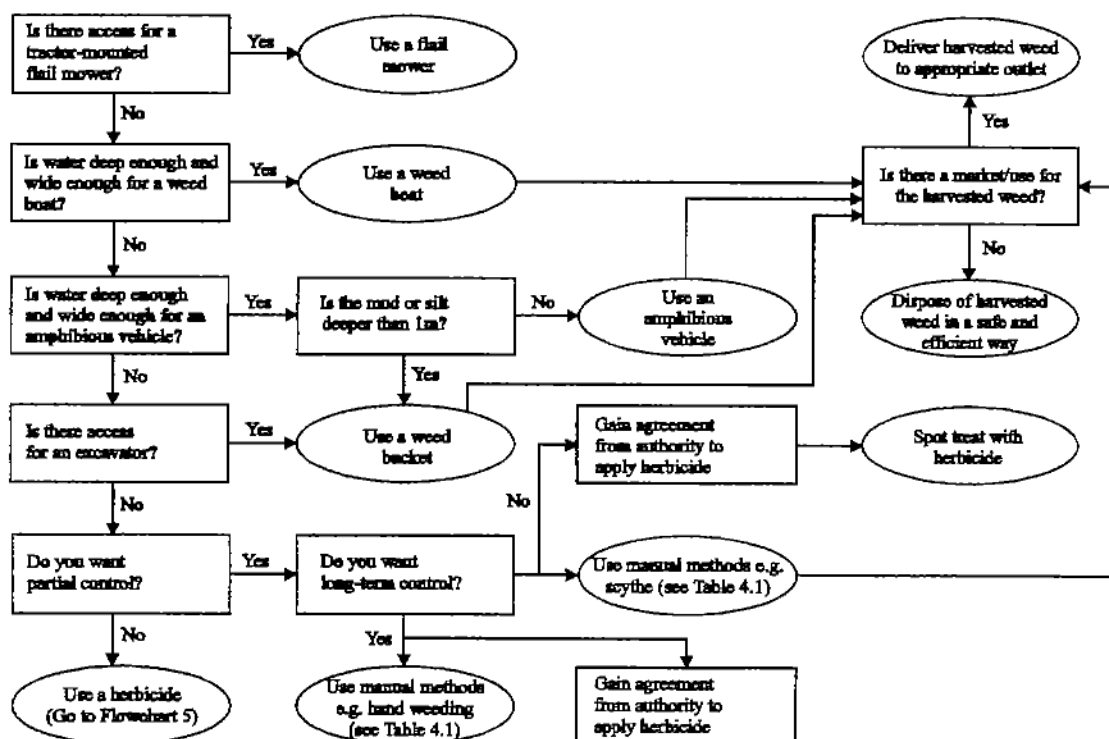 Is there access for a
tractor-mounted
flail mower?
Yes
Use a flail
mower
Deliver harvested weed
to appropriate outlet
No
Yes
Is water deep enough and
wide enough for a weed
boat?
Yes
Use a weed
boat
Is there a market/use for
the harvested weed?
No
No
Is water deep enough
and wide enough for an
amphibious vehicle?
Yes
Is the mud or silt
deeper than 1m?
No
Use an
amphibious
vehicle
Dispose of harvested
weed in a safe and
efficient way
No
Yes
Is there access
for an excavator?
Yes
Use a weed
bucket
Gain agreement
from authority to
apply herbicide
Spot treat with
herbicide
No
No
Do you want
partial control?
Yes
Do you want
long-term control?
Use manual methods e.g.
scythe (see Table 4.1)
No
Yes
Use a herbicide
(Go to Flowchart 5)
Use manual methods
e.g. hand weeding
(see Table 4.1)
Gain agreement
from authority to
apply herbicide